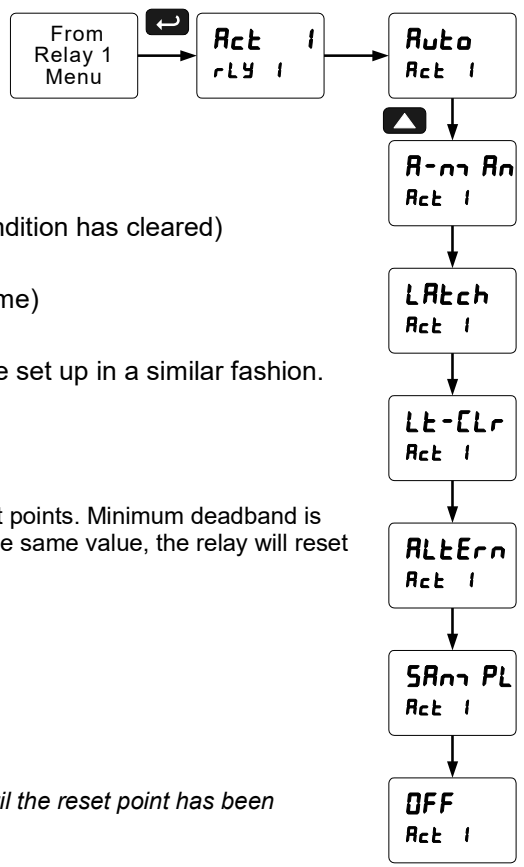 From
Relay 1
Menu
Act 1
rLY 1
Auto
Act 1
A-mAn
Act 1
ndition has cleared)
me)
LAtch
Act 1
e set up in a similar fashion.
Lt-CLr
Act 1
t points. Minimum deadband is
e same value, the relay will reset
ALtErn
Act 1
SAmPL
Act 1
il the reset point has been
OFF
Act 1